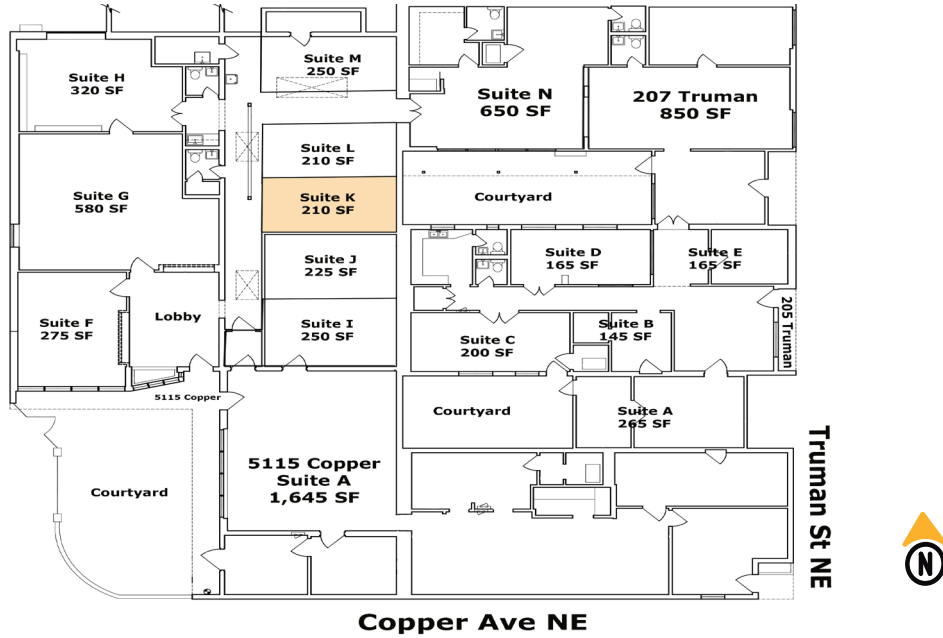 Suite M
250 SF
Suite H
320 SF
Suite N
650 SF
207 Truman
850 SF
Suite L
210 SF
Suite K
210 SF
Suite G
580 SF
Courtyard
Suite J
225 SF
Suite D
165 SF
Suite E
165 SF
Suite F
275 SF
Lobby
Suite I
250 SF
Suite C
200 SF
Suite B
145 SF
205 Truman
5115 Copper
Courtyard
Suite A
265 SF
5115 Copper
Suite A
1,645 SF
Courtyard
Truman St NE
N
Copper Ave NE